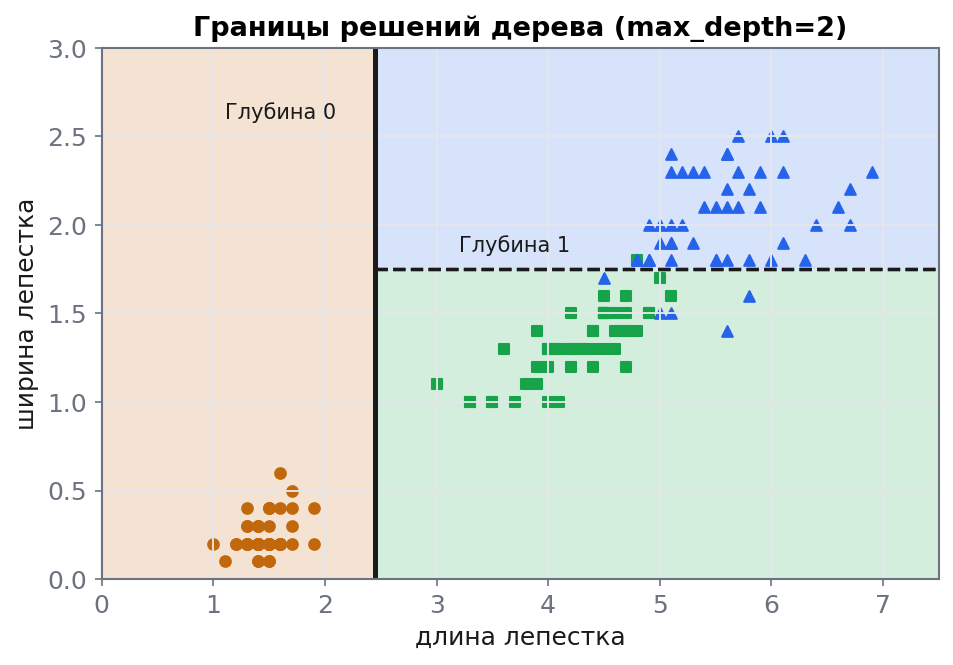 Границы решений дерева (max_depth=2)
ширина лепестка
3.0
2.5
2.0
1.5
1.0
0.5
0.0
Глубина 0
Глубина 1
0 1 2 3 4 5 6 7
длина лепестка